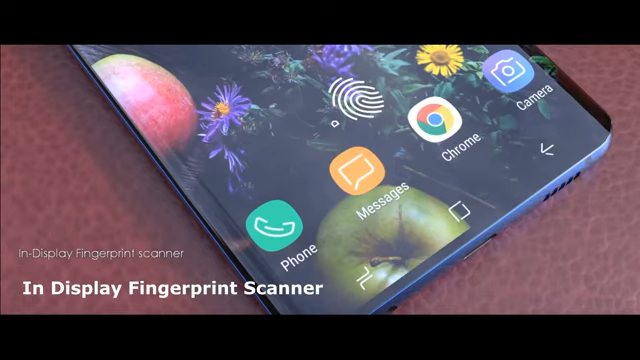 Camera
Chrome
Messages
Phone
In-Display Fingerprint scanner
In Display Fingerprint Scanner